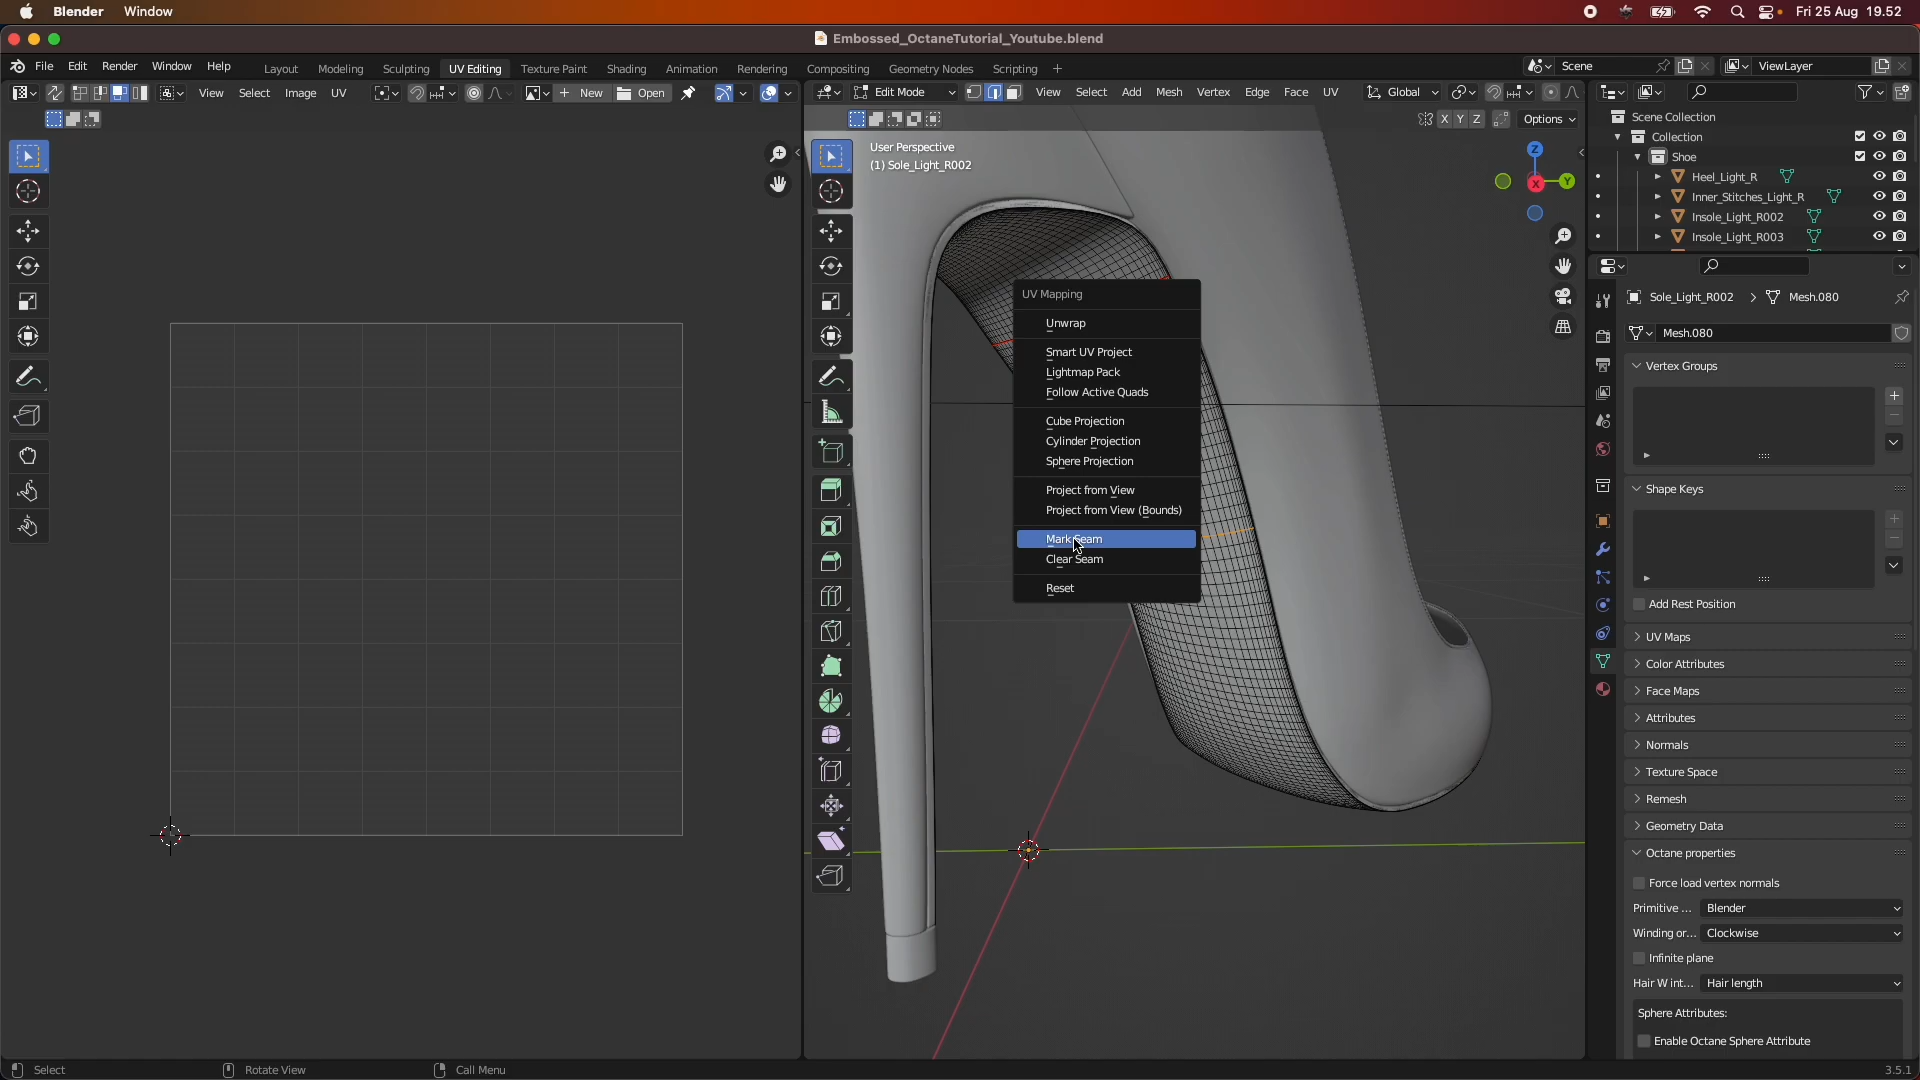 Blender Window Fri 25 Aug 19.52
Embossed_OctaneTutorial_Youtube.blend
File Edit Render Window Help Layout Modeling Sculpting UV Editing Texture Paint Shading Animation Rendering Compositing Geometry Nodes Scripting + Scene ViewLayer
View Select Image UV New Open Edit Mode View Select Add Mesh Vertex Edge Face UV Global
X Y Z Options
User Perspective
(1) Sole_Light_R002
Z
Y
X
UV Mapping
Unwrap
Smart UV Project
Lightmap Pack
Follow Active Quads
Cube Projection
Cylinder Projection
Sphere Projection
Project from View
Project from View (Bounds)
Mark Seam
Clear Seam
Reset
Scene Collection
Collection
Shoe
Heel_Light_R
Inner_Stitches_Light_R
Insole_Light_R002
Insole_Light_R003
Sole_Light_R002 Mesh.080
Mesh.080
Vertex Groups
Shape Keys
Add Rest Position
UV Maps
Color Attributes
Face Maps
Attributes
Normals
Texture Space
Remesh
Geometry Data
Octane properties
Force load vertex normals
Primitive ... Blender
Winding or... Clockwise
Infinite plane
Hair W int... Hair length
Sphere Attributes:
Enable Octane Sphere Attribute
Select Rotate View Call Menu 3.5.1